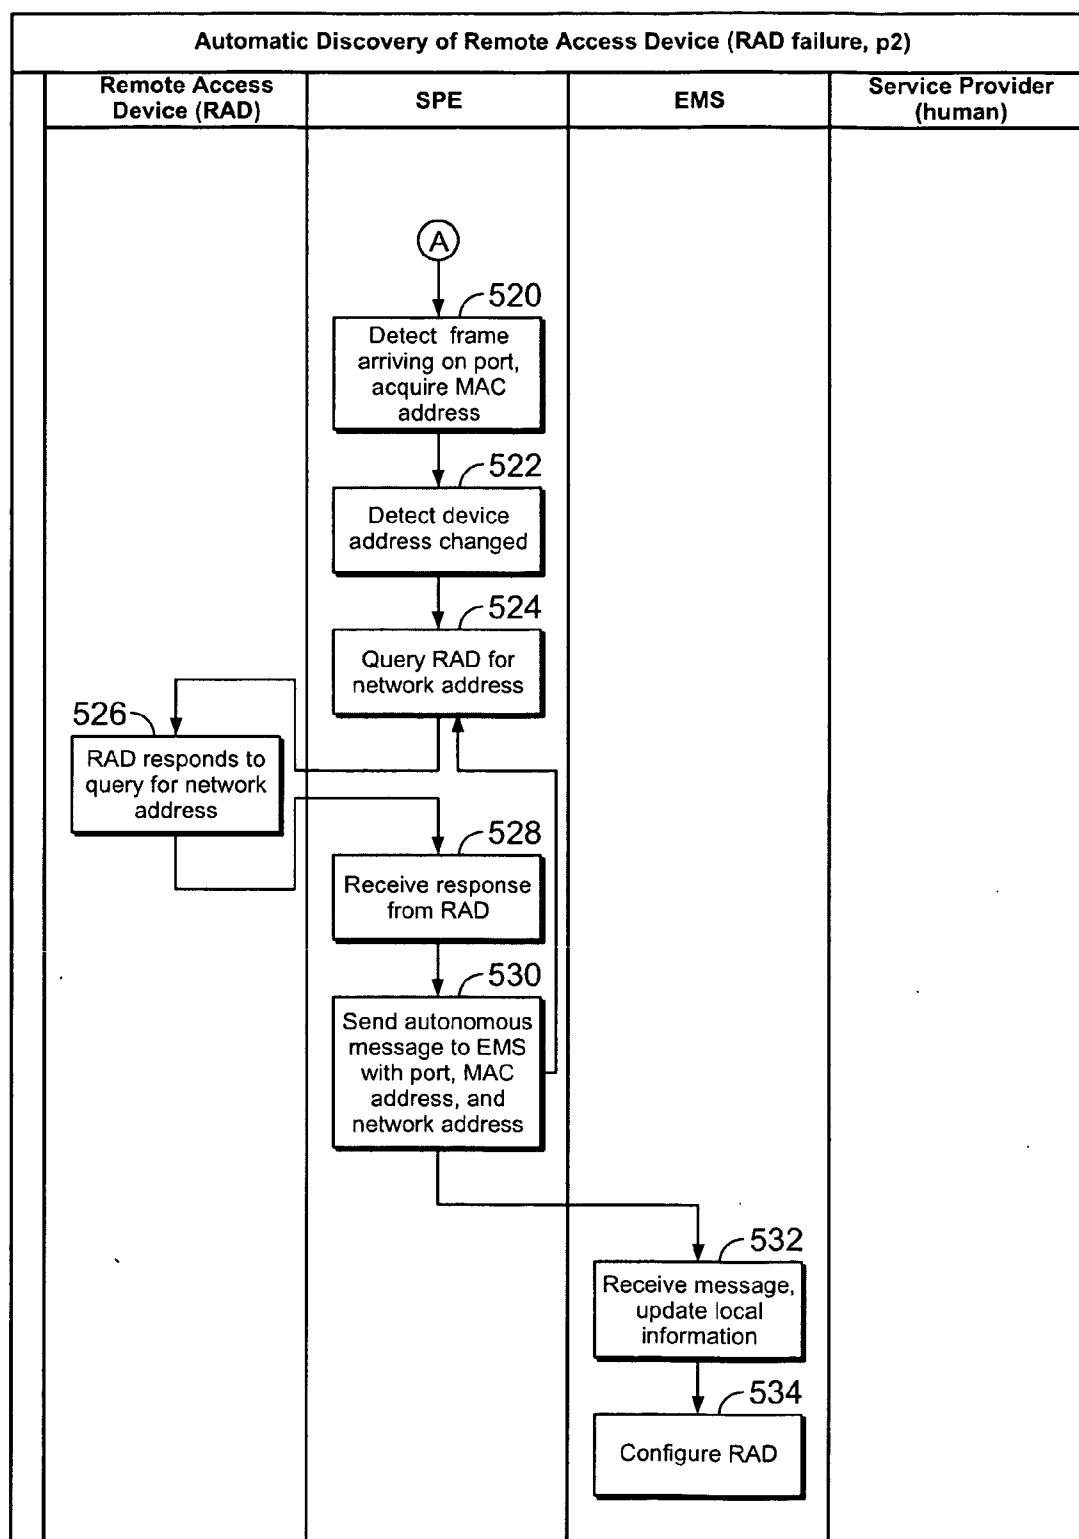 Automatic Discovery of Remote Access Device (RAD failure, p2)
Remote Access
Device (RAD)
SPE
EMS
Service Provider
(human)
A
520
Detect frame
arriving on port,
acquire MAC
address
522
Detect device
address changed
524
Query RAD for
network address
526
RAD responds to
query for network
address
528
Receive response
from RAD
530
Send autonomous
message to EMS
with port, MAC
address, and
network address
532
Receive message,
update local
information
534
Configure RAD